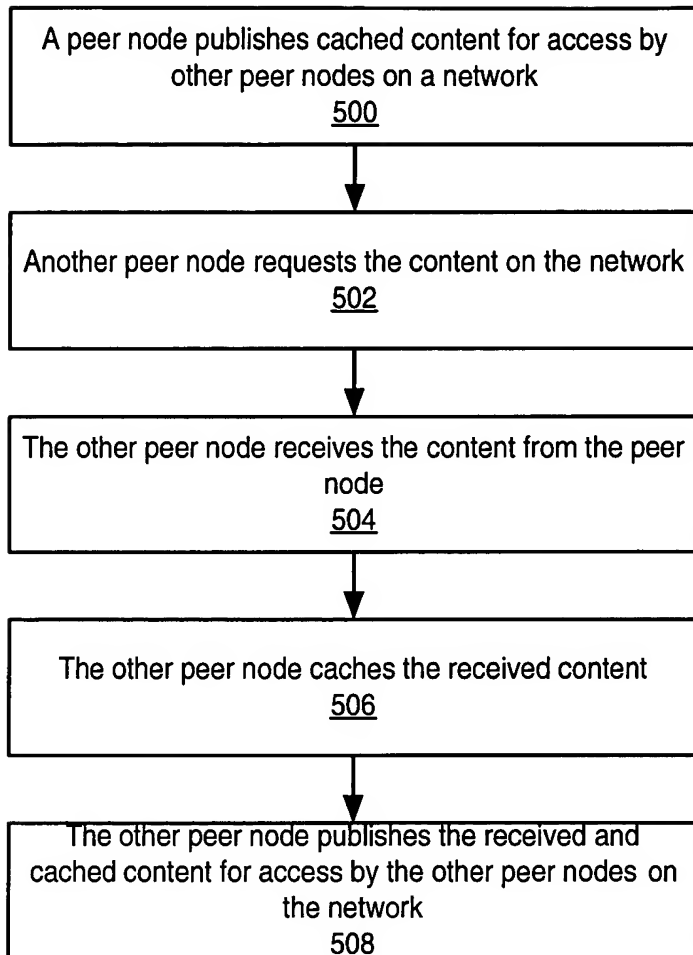 A peer node publishes cached content for access by
other peer nodes on a network
500
Another peer node requests the content on the network
502
The other peer node receives the content from the peer
node
504
The other peer node caches the received content
506
The other peer node publishes the received and
cached content for access by the other peer nodes on
the network
508